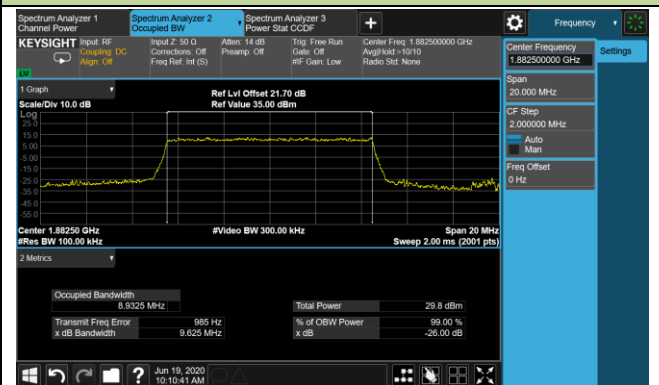 Spectrum Analyzer 1
Channel Power
Spectrum Analyzer 2
Occupied BW
Spectrum Analyzer 3
Power Stat CCDF
Frequency
KEYSIGHT
Input: RF
Coupling: DC
Align: Off
Input Z: 50 Ω
Corrections: Off
Freq Ref: Int (S)
Atten: 14 dB
Preamp: Off
Trig: Free Run
Gate: Off
#IF Gain: Low
Center Freq: 1.882500000 GHz
Avg|Hold:>10/10
Radio Std: None
Center Frequency
1.882500000 GHz
Settings
Span
20.000 MHz
CF Step
2.000000 MHz
Auto
Man
Freq Offset
0 Hz
1 Graph
Scale/Div 10.0 dB
Ref Lvl Offset 21.70 dB
Ref Value 35.00 dBm
Log
25.0
15.0
5.00
-5.00
-15.0
-25.0
-35.0
-45.0
-55.0
Center 1.88250 GHz
#Res BW 100.00 kHz
#Video BW 300.00 kHz
Span 20 MHz
Sweep 2.00 ms (2001 pts)
2 Metrics
Occupied Bandwidth
8.9325 MHz
Total Power 29.8 dBm
Transmit Freq Error 985 Hz
% of OBW Power 99.00 %
x dB Bandwidth 9.625 MHz
x dB -26.00 dB
?
Jun 19, 2020
10:10:41 AM